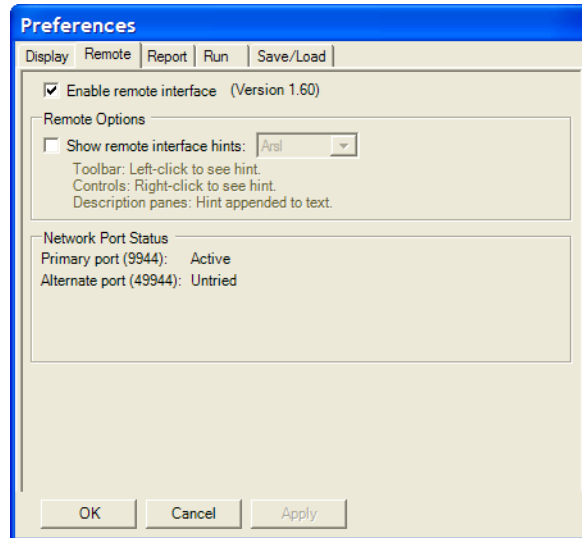 Preferences
Display Remote Report Run Save/Load
Enable remote interface (Version 1.60)
Remote Options
Show remote interface hints: Arsl
Toolbar: Left-click to see hint.
Controls: Right-click to see hint.
Description panes: Hint appended to text.
Network Port Status
Primary port (9944): Active
Alternate port (49944): Untried
OK Cancel Apply